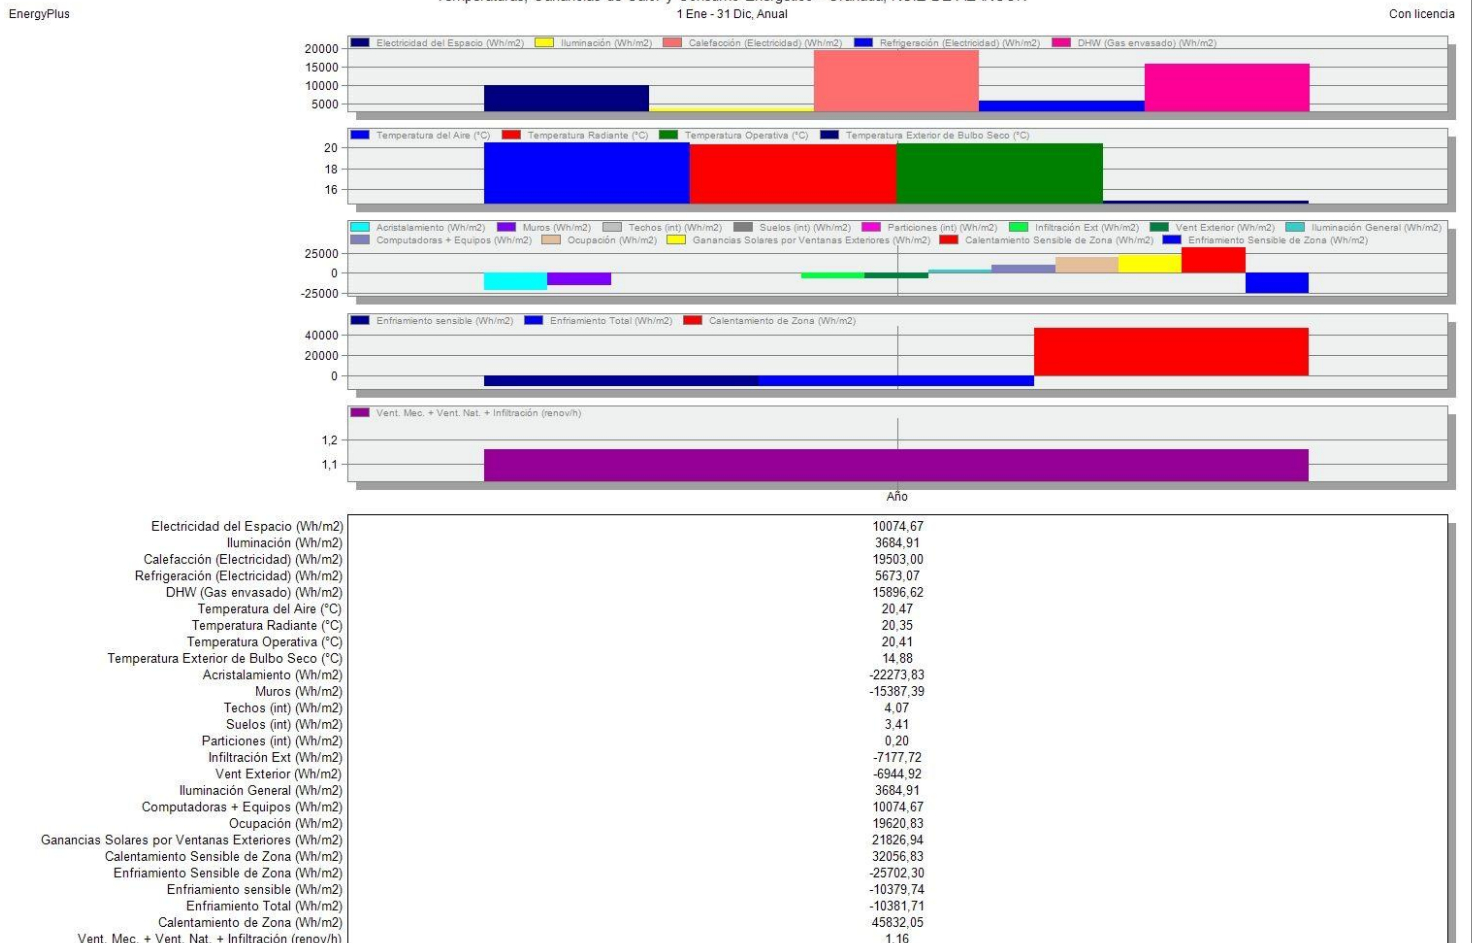 EnergyPlus
1 Ene - 31 Dic, Anual
Con licencia
Electricidad del Espacio (Wh/m2) Iluminación (Wh/m2) Calefacción (Electricidad) (Wh/m2) Refrigeración (Electricidad) (Wh/m2) DHW (Gas envasado) (Wh/m2)
20000
15000
10000
5000
Temperatura del Aire (°C) Temperatura Radiante (°C) Temperatura Operativa (°C) Temperatura Exterior de Bulbo Seco (°C)
20
18
16
Acristalamiento (Wh/m2) Muros (Wh/m2) Techos (int) (Wh/m2) Suelos (int) (Wh/m2) Particiones (int) (Wh/m2) Infiltración Ext (Wh/m2) Vent Exterior (Wh/m2) Iluminación General (Wh/m2)
Computadoras + Equipos (Wh/m2) Ocupación (Wh/m2) Ganancias Solares por Ventanas Exteriores (Wh/m2) Calentamiento Sensible de Zona (Wh/m2) Enfriamiento Sensible de Zona (Wh/m2)
25000
0
-25000
Enfriamiento sensible (Wh/m2) Enfriamiento Total (Wh/m2) Calentamiento de Zona (Wh/m2)
40000
20000
0
Vent. Mec. + Vent. Nat. + Infiltración (renov/h)
1,2
1,1
Año
Electricidad del Espacio (Wh/m2) 10074,67
Iluminación (Wh/m2) 3684,91
Calefacción (Electricidad) (Wh/m2) 19503,00
Refrigeración (Electricidad) (Wh/m2) 5673,07
DHW (Gas envasado) (Wh/m2) 15896,62
Temperatura del Aire (°C) 20,47
Temperatura Radiante (°C) 20,35
Temperatura Operativa (°C) 20,41
Temperatura Exterior de Bulbo Seco (°C) 14,88
Acristalamiento (Wh/m2) -22273,83
Muros (Wh/m2) -15387,39
Techos (int) (Wh/m2) 4,07
Suelos (int) (Wh/m2) 3,41
Particiones (int) (Wh/m2) 0,20
Infiltración Ext (Wh/m2) -7177,72
Vent Exterior (Wh/m2) -6944,92
Iluminación General (Wh/m2) 3684,91
Computadoras + Equipos (Wh/m2) 10074,67
Ocupación (Wh/m2) 19620,83
Ganancias Solares por Ventanas Exteriores (Wh/m2) 21826,94
Calentamiento Sensible de Zona (Wh/m2) 32056,83
Enfriamiento Sensible de Zona (Wh/m2) -25702,30
Enfriamiento sensible (Wh/m2) -10379,74
Enfriamiento Total (Wh/m2) -10381,71
Calentamiento de Zona (Wh/m2) 45832,05
Vent. Mec. + Vent. Nat. + Infiltración (renov/h) 1,16